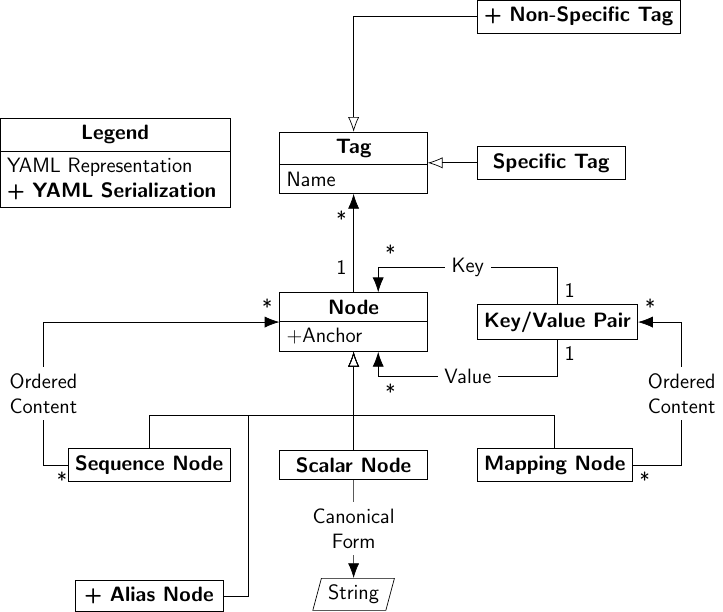 + Non-Specific Tag
Legend
YAML Representation
+ YAML Serialization
Tag
Name
Specific Tag
*
1
*
Key
1
*
Node
+Anchor
Key/Value Pair
*
1
*
Value
Ordered
Content
Ordered
Content
Sequence Node
*
Scalar Node
Mapping Node
*
Canonical
Form
+ Alias Node
String